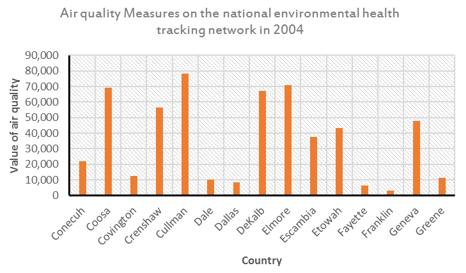 Air quality Measures on the national environmental health
tracking network in 2004
Value of air quality
90,000
80,000
70,000
60,000
50,000
40,000
30,000
20,000
10,000
0
Conecuh
Coosa
Covington
Crenshaw
Cullman
Dale
Dallas
DeKalb
Elmore
Escambia
Etowah
Fayette
Franklin
Geneva
Greene
Country